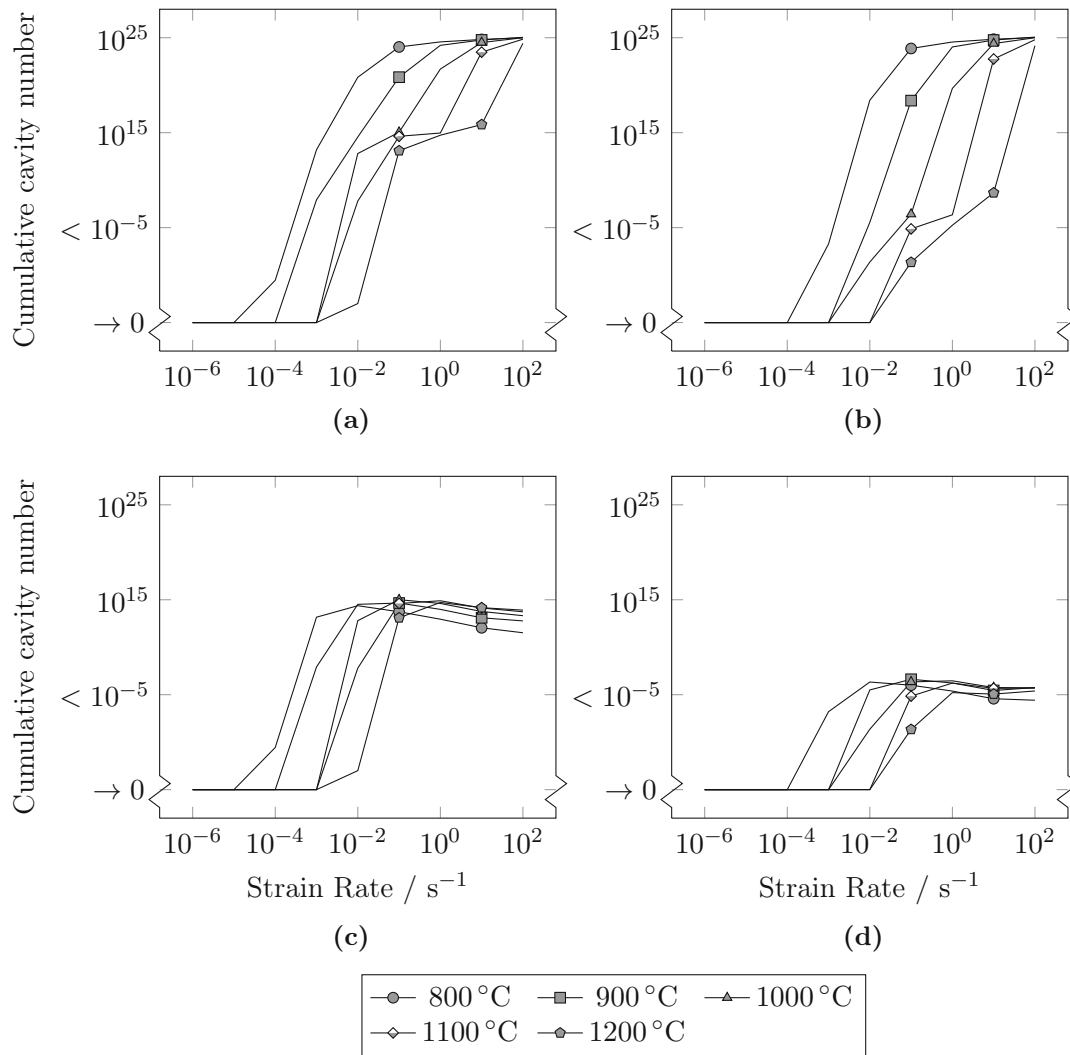 Cumulative cavity number
10^25
10^15
< 10^−5
→ 0
10^−6 10^−4 10^−2 10^0 10^2
(a)
10^25
10^15
< 10^−5
→ 0
10^−6 10^−4 10^−2 10^0 10^2
(b)
Cumulative cavity number
10^25
10^15
< 10^−5
→ 0
10^−6 10^−4 10^−2 10^0 10^2
Strain Rate / s^−1
(c)
10^25
10^15
< 10^−5
→ 0
10^−6 10^−4 10^−2 10^0 10^2
Strain Rate / s^−1
(d)
800 °C 900 °C 1000 °C
1100 °C 1200 °C